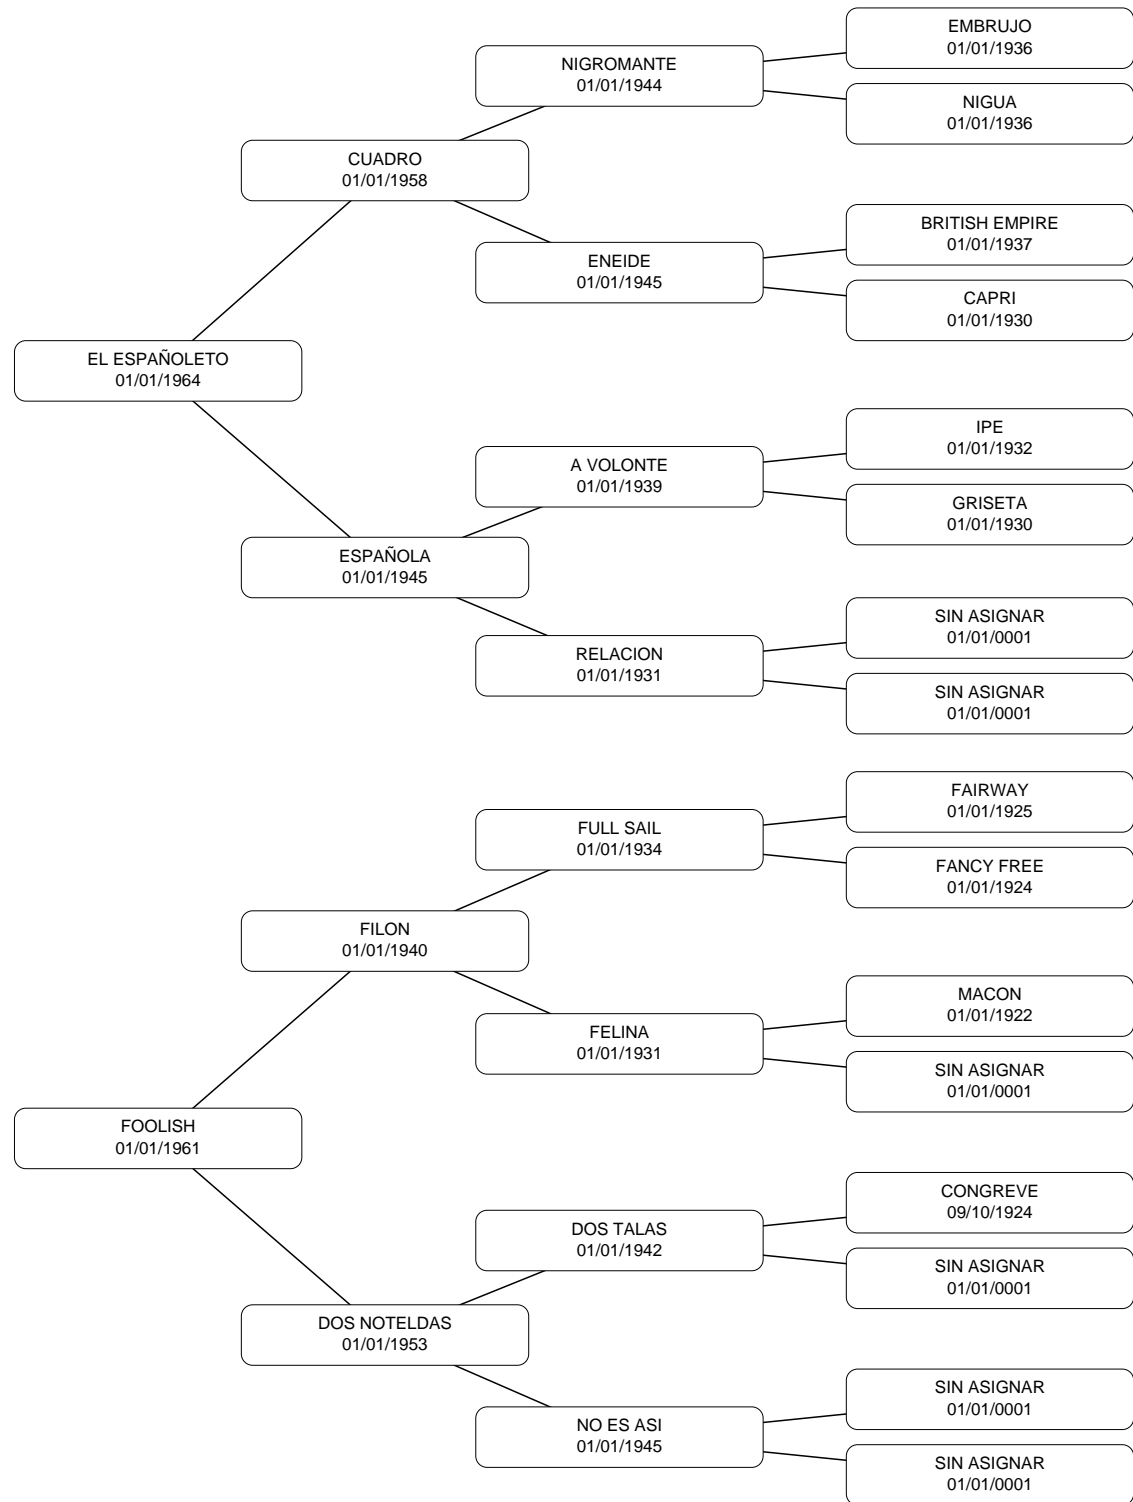 EMBRUJO
01/01/1936
NIGROMANTE
01/01/1944
NIGUA
01/01/1936
CUADRO
01/01/1958
BRITISH EMPIRE
01/01/1937
ENEIDE
01/01/1945
CAPRI
01/01/1930
EL ESPAÑOLETO
01/01/1964
IPE
01/01/1932
A VOLONTE
01/01/1939
GRISETA
01/01/1930
ESPAÑOLA
01/01/1945
SIN ASIGNAR
01/01/0001
RELACION
01/01/1931
SIN ASIGNAR
01/01/0001
FAIRWAY
01/01/1925
FULL SAIL
01/01/1934
FANCY FREE
01/01/1924
FILON
01/01/1940
MACON
01/01/1922
FELINA
01/01/1931
SIN ASIGNAR
01/01/0001
FOOLISH
01/01/1961
CONGREVE
09/10/1924
DOS TALAS
01/01/1942
SIN ASIGNAR
01/01/0001
DOS NOTELDAS
01/01/1953
SIN ASIGNAR
01/01/0001
NO ES ASI
01/01/1945
SIN ASIGNAR
01/01/0001